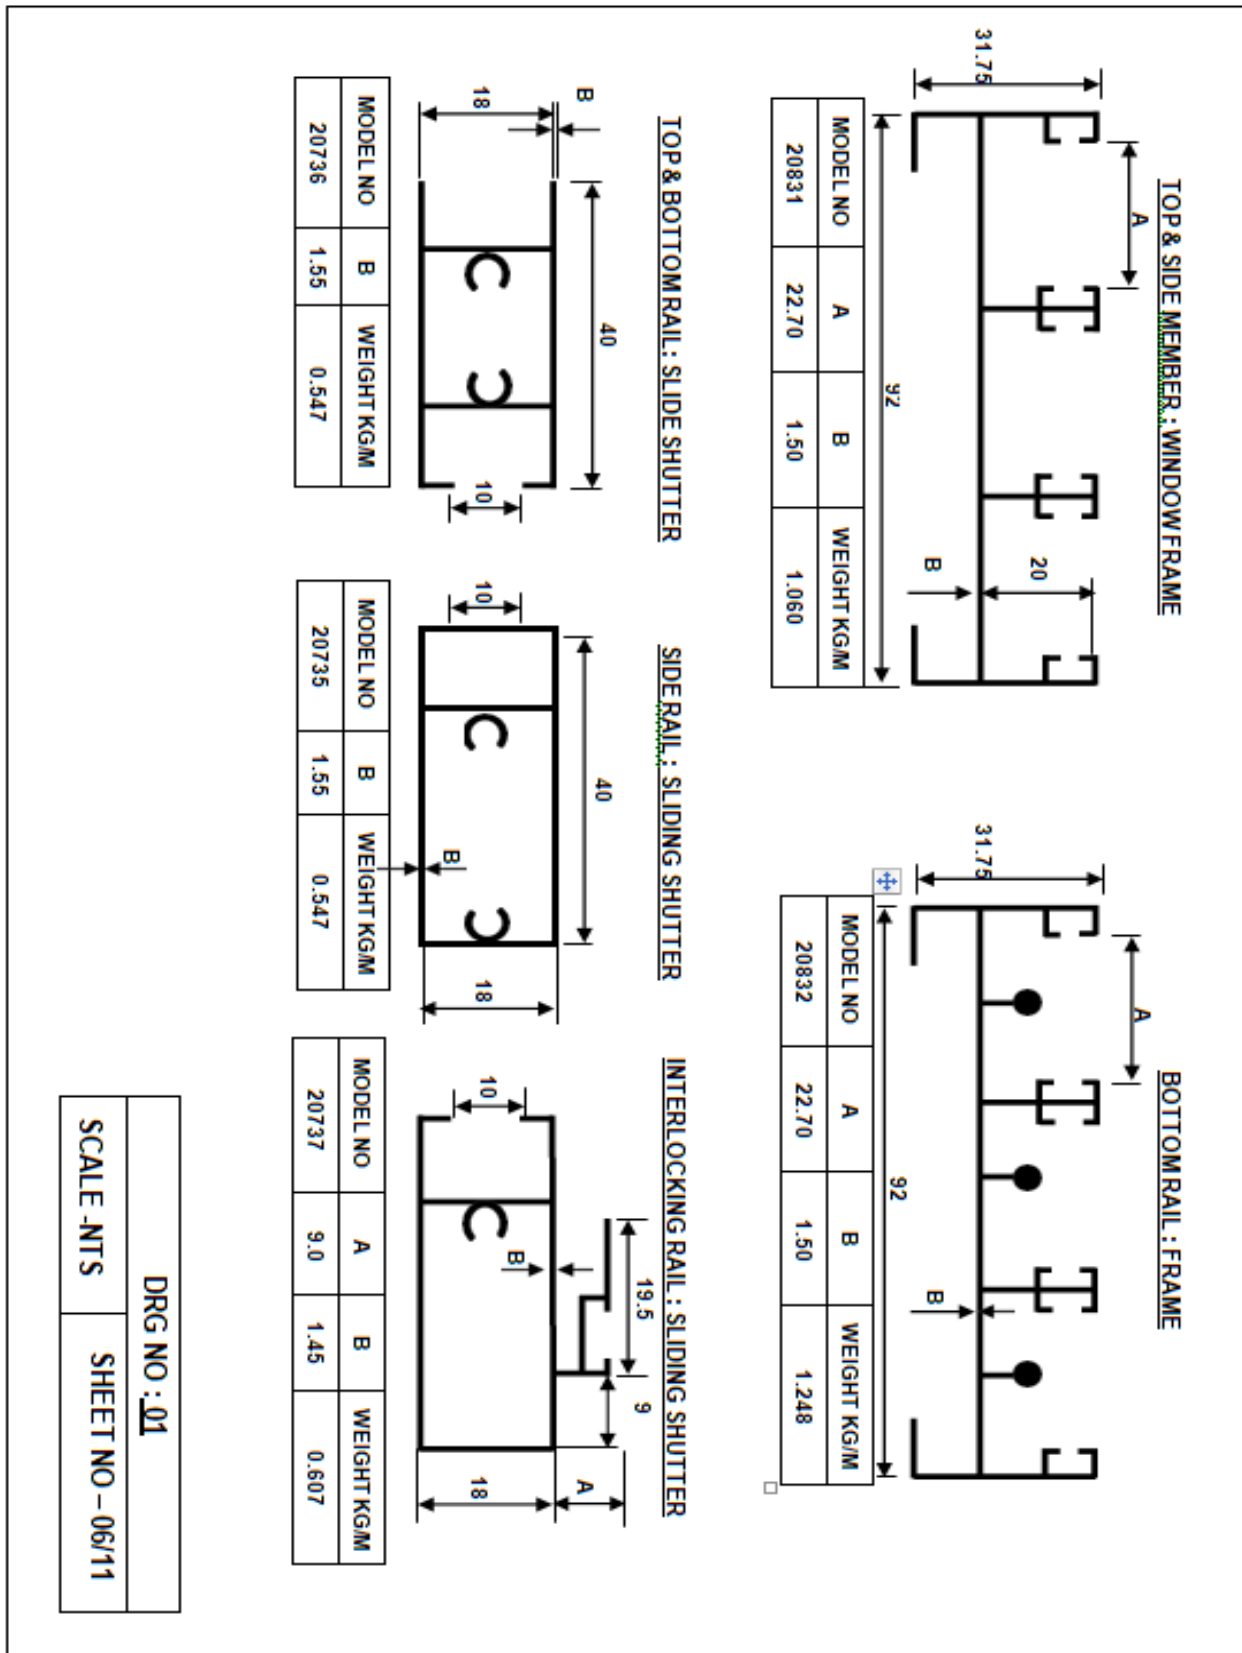 TOP & SIDE MEMBER : WINDOW FRAME
A
31.75
20
B
92
MODEL NO A B WEIGHT KG/M
20831 22.70 1.50 1.060
BOTTOM RAIL : FRAME
A
31.75
B
92
MODEL NO A B WEIGHT KG/M
20832 22.70 1.50 1.248
TOP & BOTTOM RAIL : SLIDE SHUTTER
40
B
18
10
MODEL NO B WEIGHT KG/M
20736 1.55 0.547
SIDE RAIL : SLIDING SHUTTER
40
10
18
B
MODEL NO B WEIGHT KG/M
20735 1.55 0.547
INTERLOCKING RAIL : SLIDING SHUTTER
19.5
9
A
B
10
18
MODEL NO A B WEIGHT KG/M
20737 9.0 1.45 0.607
DRG NO : 01
SCALE -NTS SHEET NO – 06/11